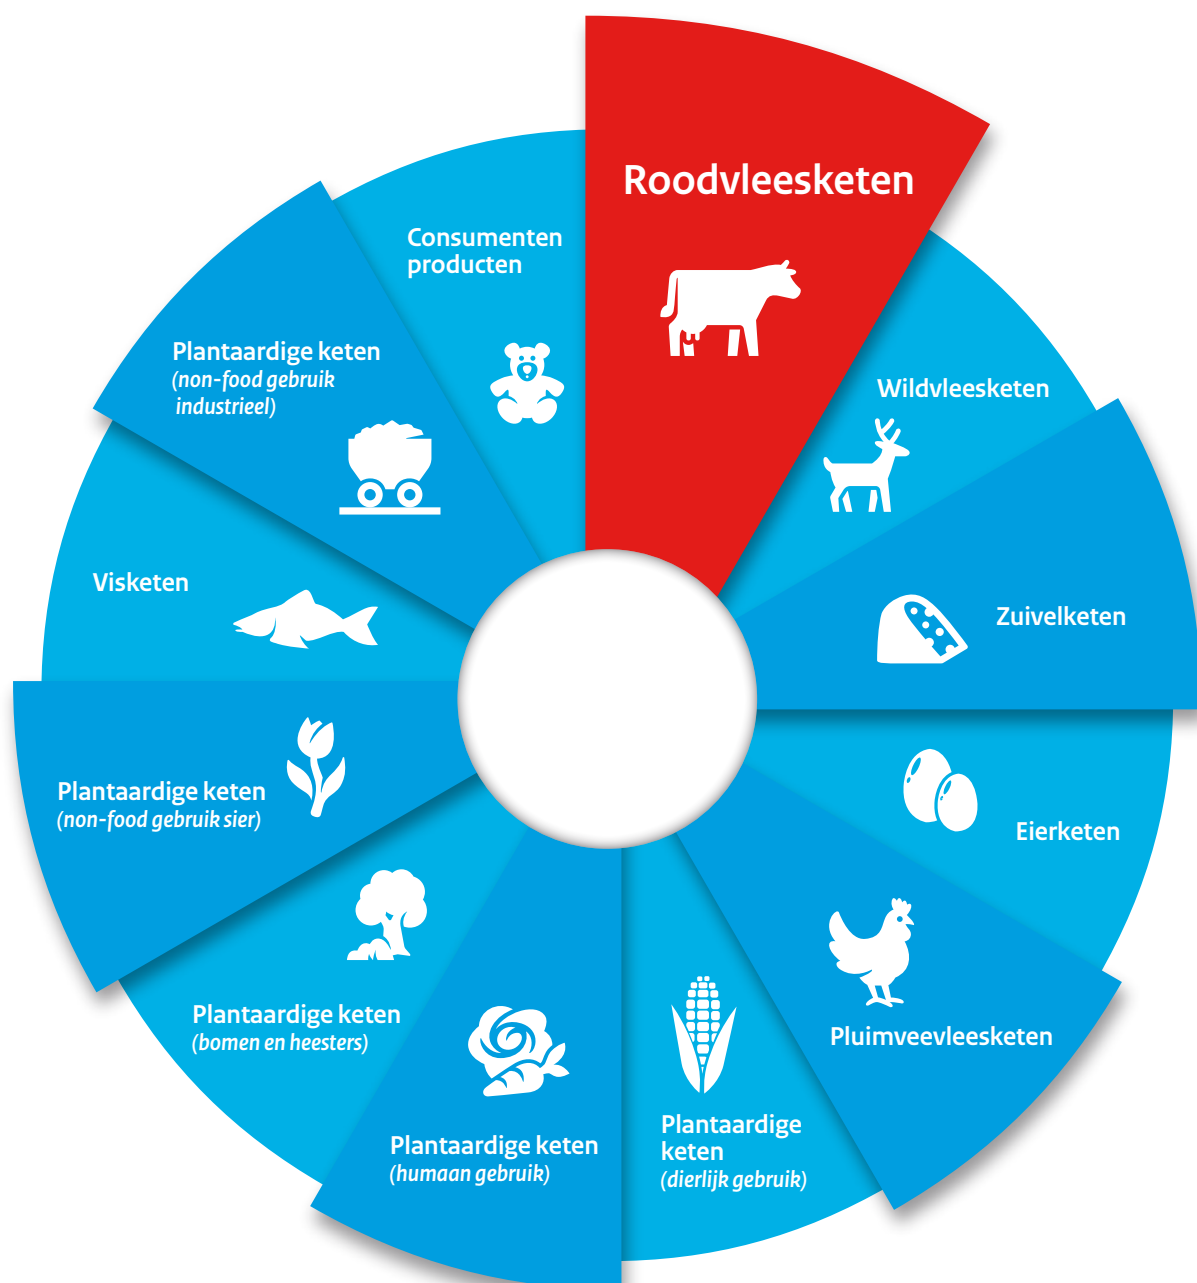 Roodvleesketen
Wildvleesketen
Zuivelketen
Eierketen
Pluimveevleesketen
Plantaardige
keten
(dierlijk gebruik)
Plantaardige keten
(humaan gebruik)
Plantaardige keten
(bomen en heesters)
Plantaardige keten
(non-food gebruik sier)
Visketen
Plantaardige keten
(non-food gebruik
industrieel)
Consumenten
producten